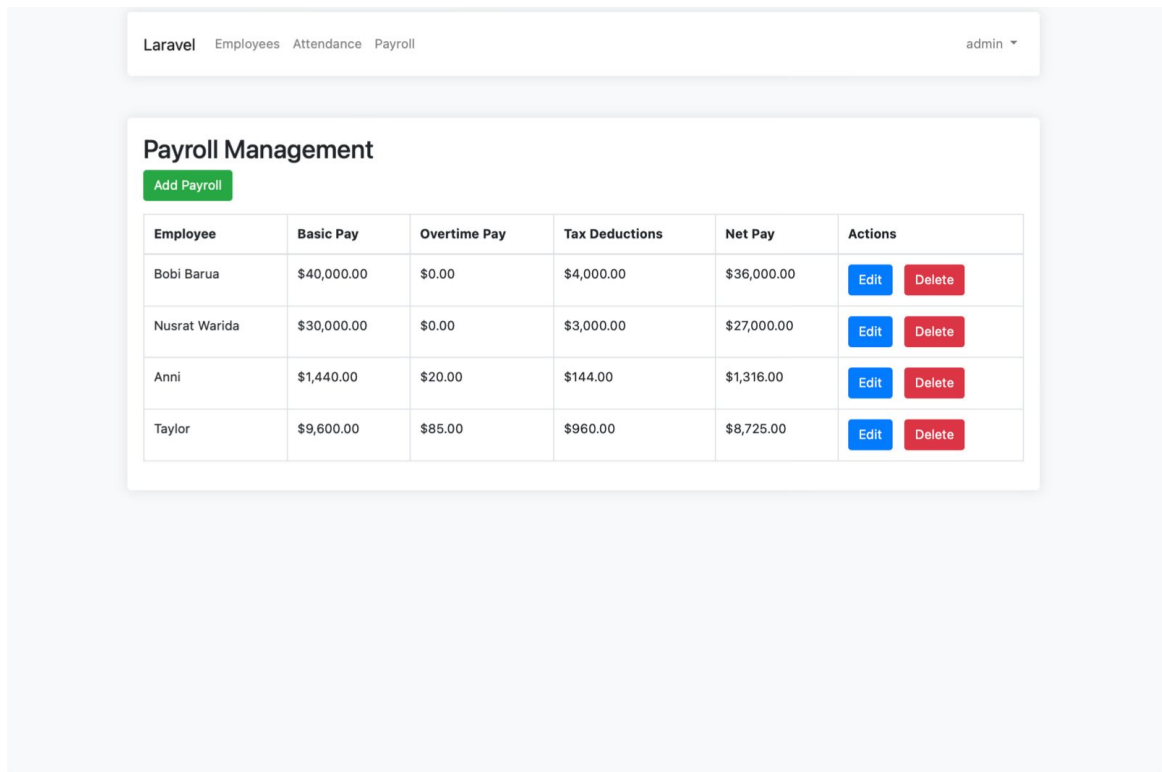 Laravel Employees Attendance Payroll admin
Payroll Management
Add Payroll
Employee Basic Pay Overtime Pay Tax Deductions Net Pay Actions
Bobi Barua $40,000.00 $0.00 $4,000.00 $36,000.00 Edit Delete
Nusrat Warida $30,000.00 $0.00 $3,000.00 $27,000.00 Edit Delete
Anni $1,440.00 $20.00 $144.00 $1,316.00 Edit Delete
Taylor $9,600.00 $85.00 $960.00 $8,725.00 Edit Delete